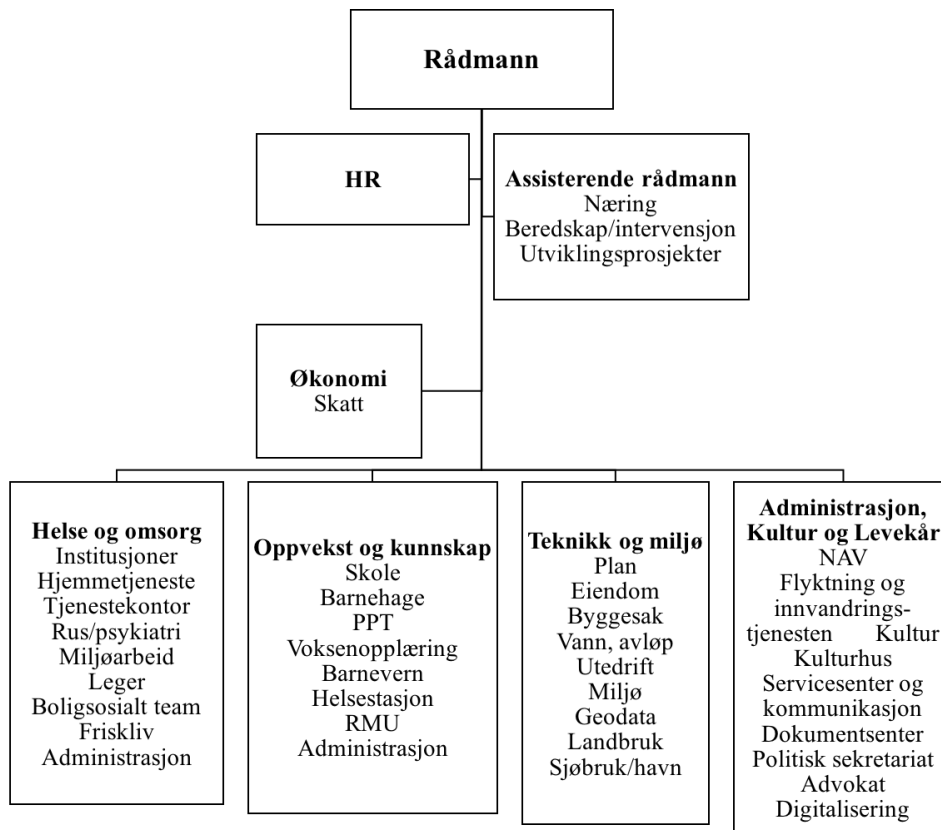 Rådmann
HR
Assisterende rådmann
Næring
Beredskap/intervensjon
Utviklingsprosjekter
Økonomi
Skatt
Helse og omsorg
Institusjoner
Hjemmetjeneste
Tjenestekontor
Rus/psykiatri
Miljøarbeid
Leger
Boligsosialt team
Friskliv
Administrasjon
Oppvekst og kunnskap
Skole
Barnehage
PPT
Voksenopplæring
Barnevern
Helsestasjon
RMU
Administrasjon
Teknikk og miljø
Plan
Eiendom
Byggesak
Vann, avløp
Utedrift
Miljø
Geodata
Landbruk
Sjøbruk/havn
Administrasjon,
Kultur og Levekår
NAV
Flyktning og
innvandrings-
tjenesten Kultur
Kulturhus
Servicesenter og
kommunikasjon
Dokumentsenter
Politisk sekretariat
Advokat
Digitalisering